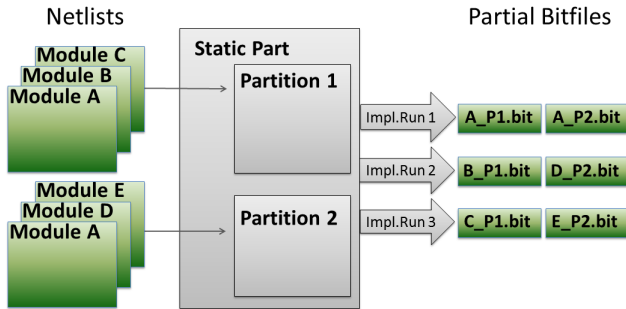 Netlists
Partial Bitfiles
Module C
Module B
Module A
Static Part
Partition 1
Impl.Run 1
A_P1.bit
A_P2.bit
Impl.Run 2
B_P1.bit
D_P2.bit
Module E
Module D
Module A
Partition 2
Impl.Run 3
C_P1.bit
E_P2.bit